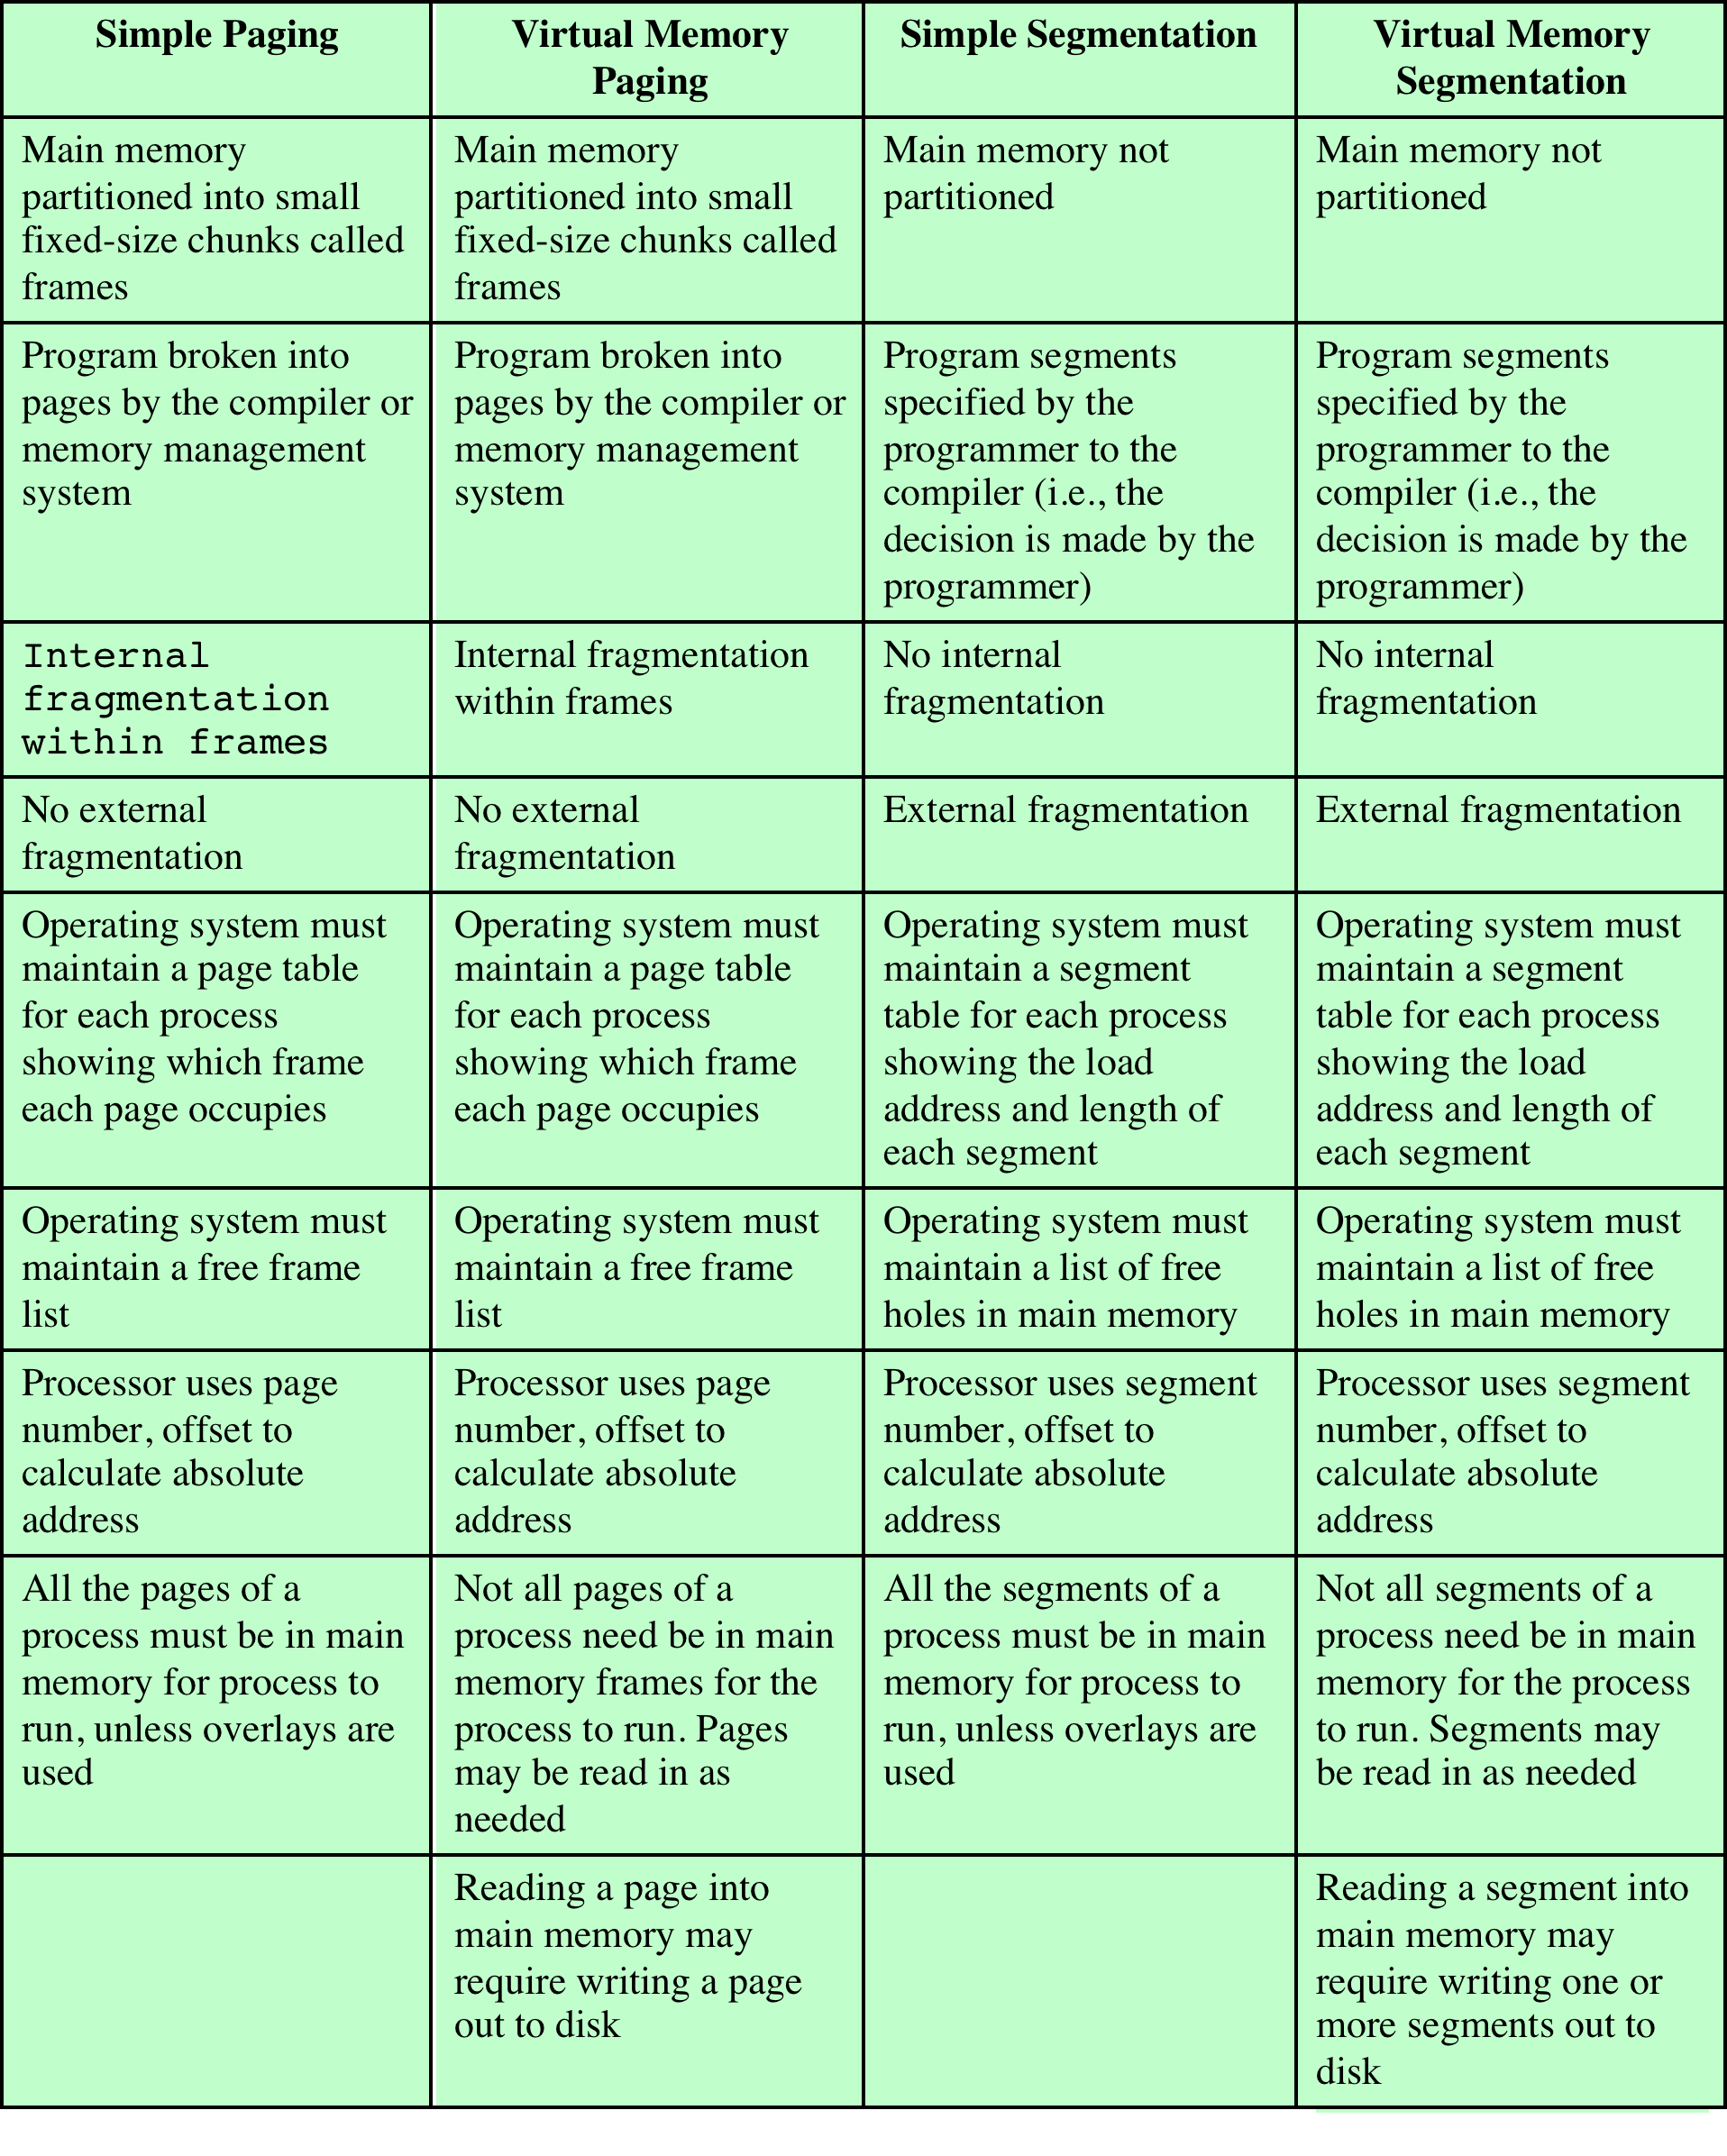 Simple Paging
Virtual Memory
Paging
Simple Segmentation
Virtual Memory
Segmentation
Main memory
partitioned into small
fixed-size chunks called
frames
Main memory
partitioned into small
fixed-size chunks called
frames
Main memory not
partitioned
Main memory not
partitioned
Program broken into
pages by the compiler or
memory management
system
Program broken into
pages by the compiler or
memory management
system
Program segments
specified by the
programmer to the
compiler (i.e., the
decision is made by the
programmer)
Program segments
specified by the
programmer to the
compiler (i.e., the
decision is made by the
programmer)
Internal
fragmentation
within frames
Internal fragmentation
within frames
No internal
fragmentation
No internal
fragmentation
No external
fragmentation
No external
fragmentation
External fragmentation
External fragmentation
Operating system must
maintain a page table
for each process
showing which frame
each page occupies
Operating system must
maintain a page table
for each process
showing which frame
each page occupies
Operating system must
maintain a segment
table for each process
showing the load
address and length of
each segment
Operating system must
maintain a segment
table for each process
showing the load
address and length of
each segment
Operating system must
maintain a free frame
list
Operating system must
maintain a free frame
list
Operating system must
maintain a list of free
holes in main memory
Operating system must
maintain a list of free
holes in main memory
Processor uses page
number, offset to
calculate absolute
address
Processor uses page
number, offset to
calculate absolute
address
Processor uses segment
number, offset to
calculate absolute
address
Processor uses segment
number, offset to
calculate absolute
address
All the pages of a
process must be in main
memory for process to
run, unless overlays are
used
Not all pages of a
process need be in main
memory frames for the
process to run. Pages
may be read in as
needed
All the segments of a
process must be in main
memory for process to
run, unless overlays are
used
Not all segments of a
process need be in main
memory for the process
to run. Segments may
be read in as needed
Reading a page into
main memory may
require writing a page
out to disk
Reading a segment into
main memory may
require writing one or
more segments out to
disk